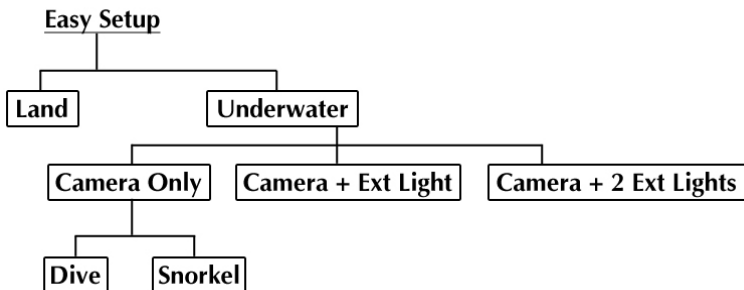 Easy Setup
Land
Underwater
Camera Only
Camera + Ext Light
Camera + 2 Ext Lights
Dive
Snorkel